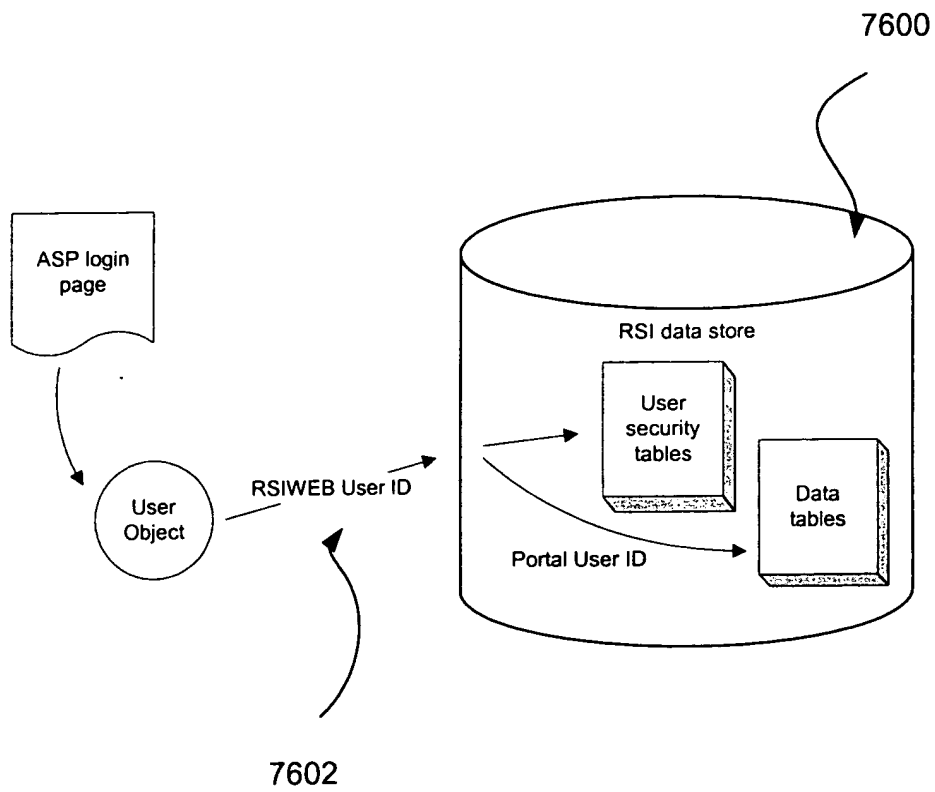 7600
ASP login
page
RSI data store
User
security
tables
RSIWEB User ID
User
Object
Data
tables
Portal User ID
7602